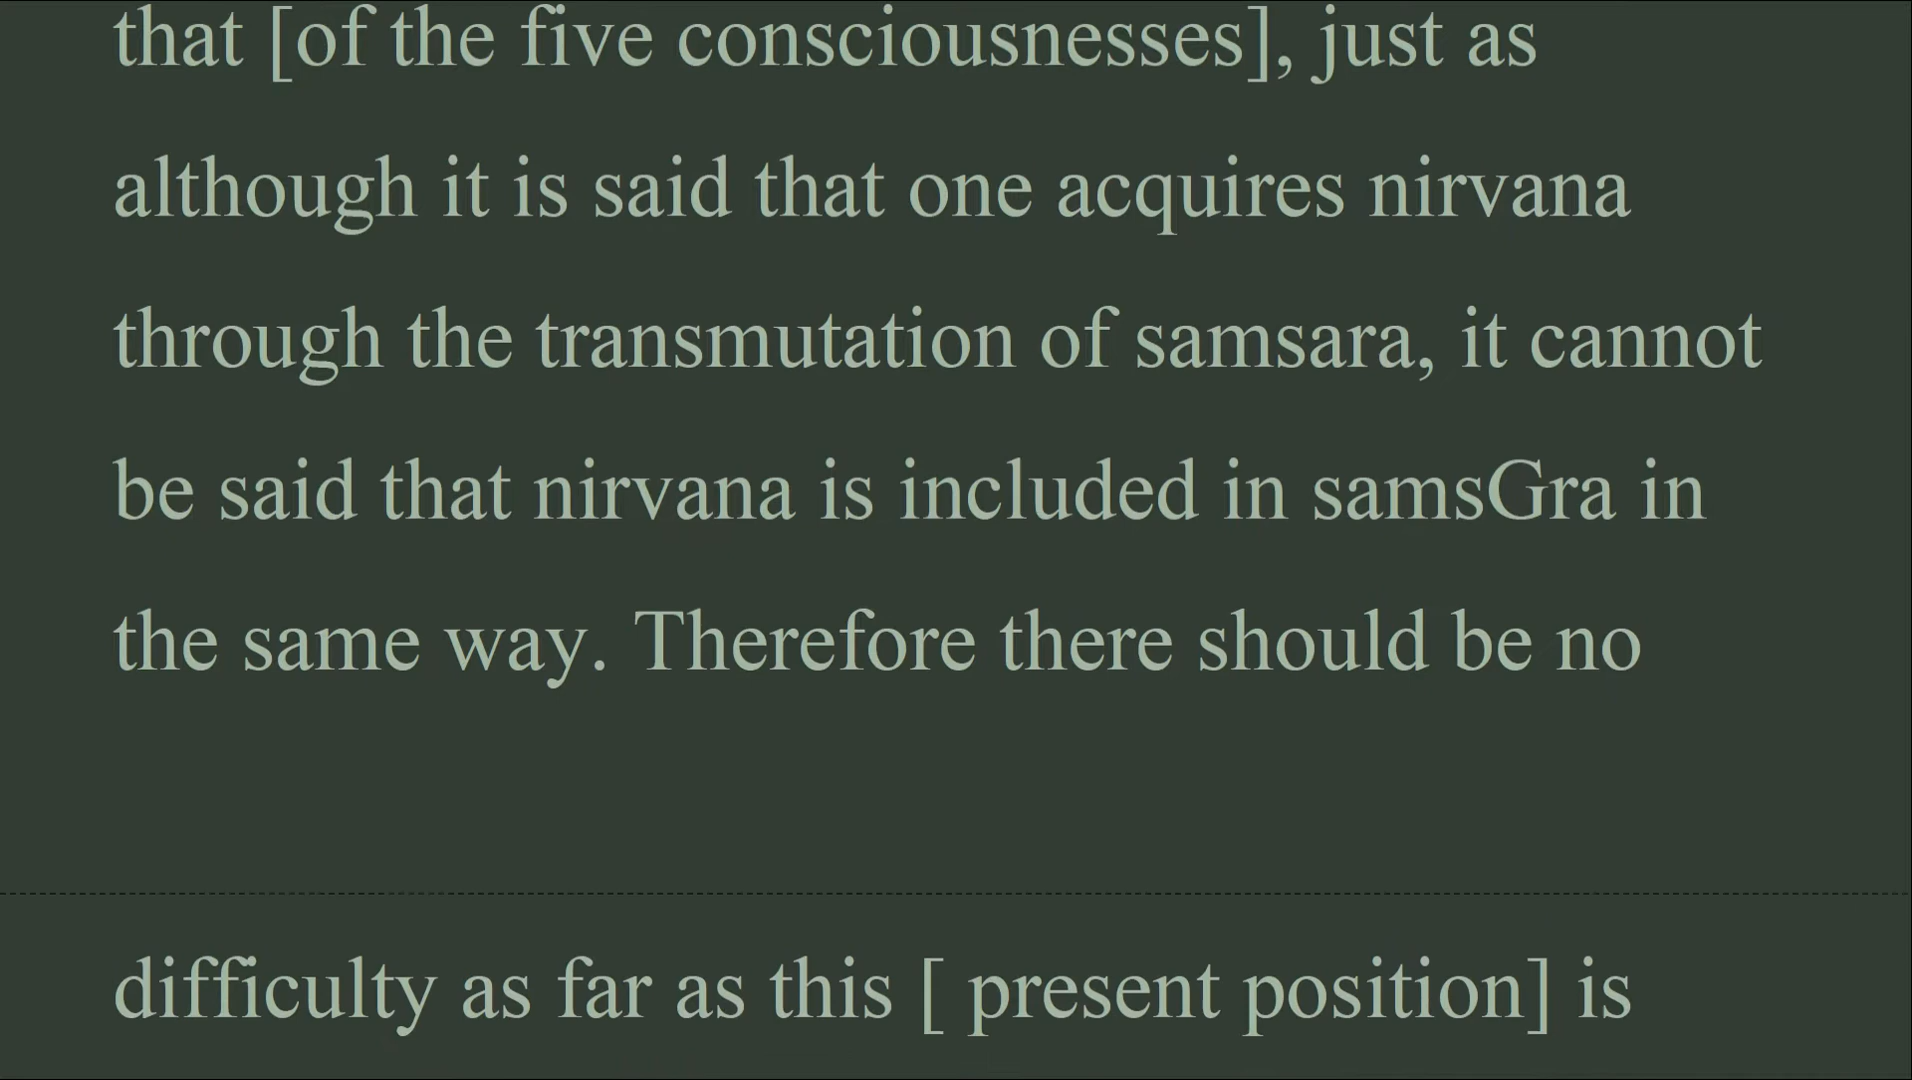 that [of the five consciousnesses], just as
although it is said that one acquires nirvana
through the transmutation of samsara, it cannot
be said that nirvana is included in samsGra in
the same way. Therefore there should be no
difficulty as far as this [ present position] is